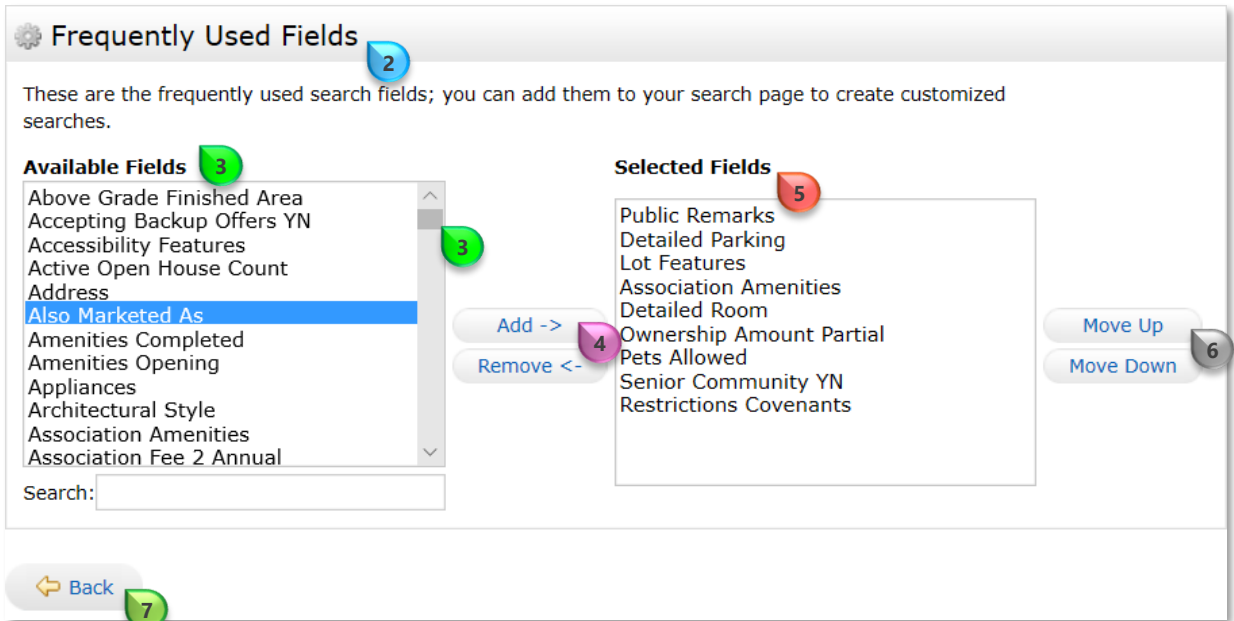 Frequently Used Fields
2
These are the frequently used search fields; you can add them to your search page to create customized
searches.
Available Fields
3
Above Grade Finished Area
Accepting Backup Offers YN
Accessibility Features
Active Open House Count
Address
Also Marketed As
Amenities Completed
Amenities Opening
Appliances
Architectural Style
Association Amenities
Association Fee 2 Annual
3
Search:
Add ->
Remove <-
4
Selected Fields
5
Public Remarks
Detailed Parking
Lot Features
Association Amenities
Detailed Room
Ownership Amount Partial
Pets Allowed
Senior Community YN
Restrictions Covenants
Move Up
Move Down
6
Back
7